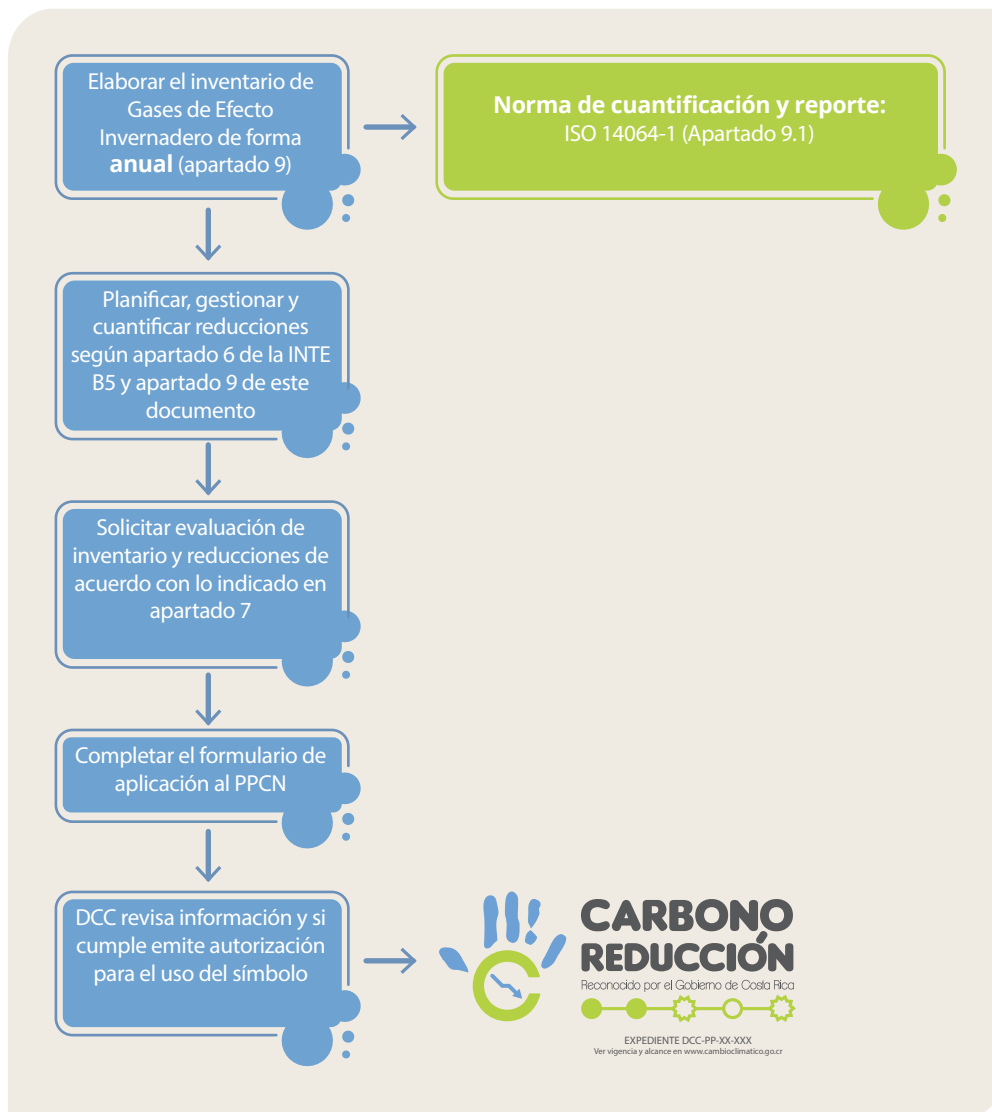 Elaborar el inventario de
Gases de Efecto
Invernadero de forma
anual (apartado 9)
Norma de cuantificación y reporte:
ISO 14064-1 (Apartado 9.1)
Planificar, gestionar y
cuantificar reducciones
según apartado 6 de la INTE
B5 y apartado 9 de este
documento
Solicitar evaluación de
inventario y reducciones de
acuerdo con lo indicado en
apartado 7
Completar el formulario de
aplicación al PPCN
DCC revisa información y si
cumple emite autorización
para el uso del símbolo
CARBONO
REDUCCIÓN
Reconocido por el Gobierno de Costa Rica
EXPEDIENTE DCC-PP-XX-XXX
Ver vigencia y alcance en www.cambioclimatico.go.cr